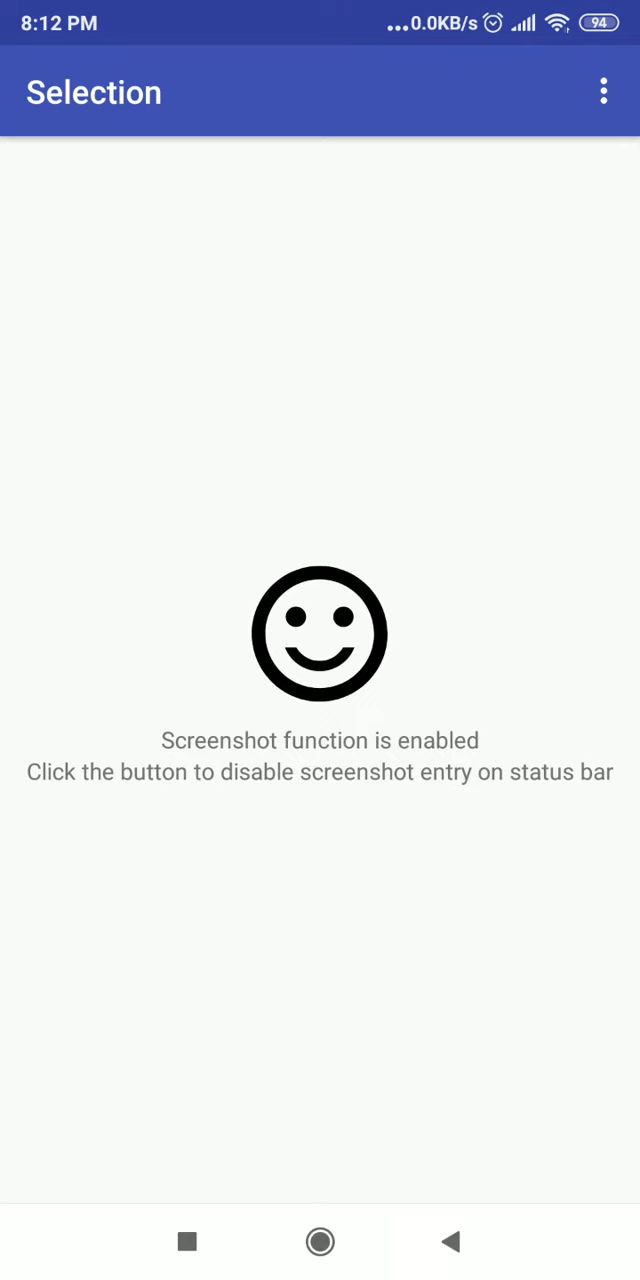 8:12 PM ...0.0KB/s 94
Selection
Screenshot function is enabled
Click the button to disable screenshot entry on status bar